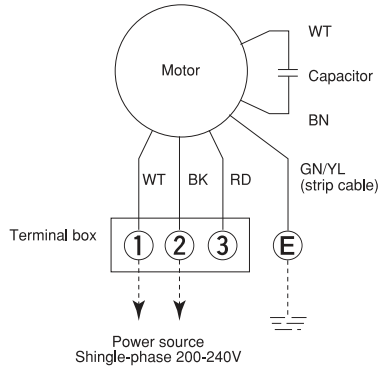 WT
Motor
Capacitor
BN
GN/YL
(strip cable)
WT BK RD
Terminal box
1 2 3 E
Power source
Shingle-phase 200-240V